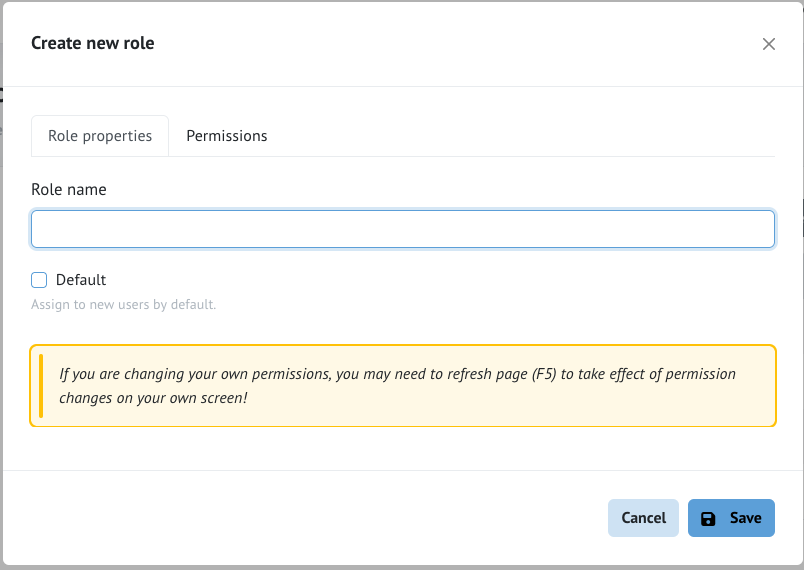 Create new role
Role properties
Permissions
Role name
Default
Assign to new users by default.
If you are changing your own permissions, you may need to refresh page (F5) to take effect of permission
changes on your own screen!
Cancel
Save